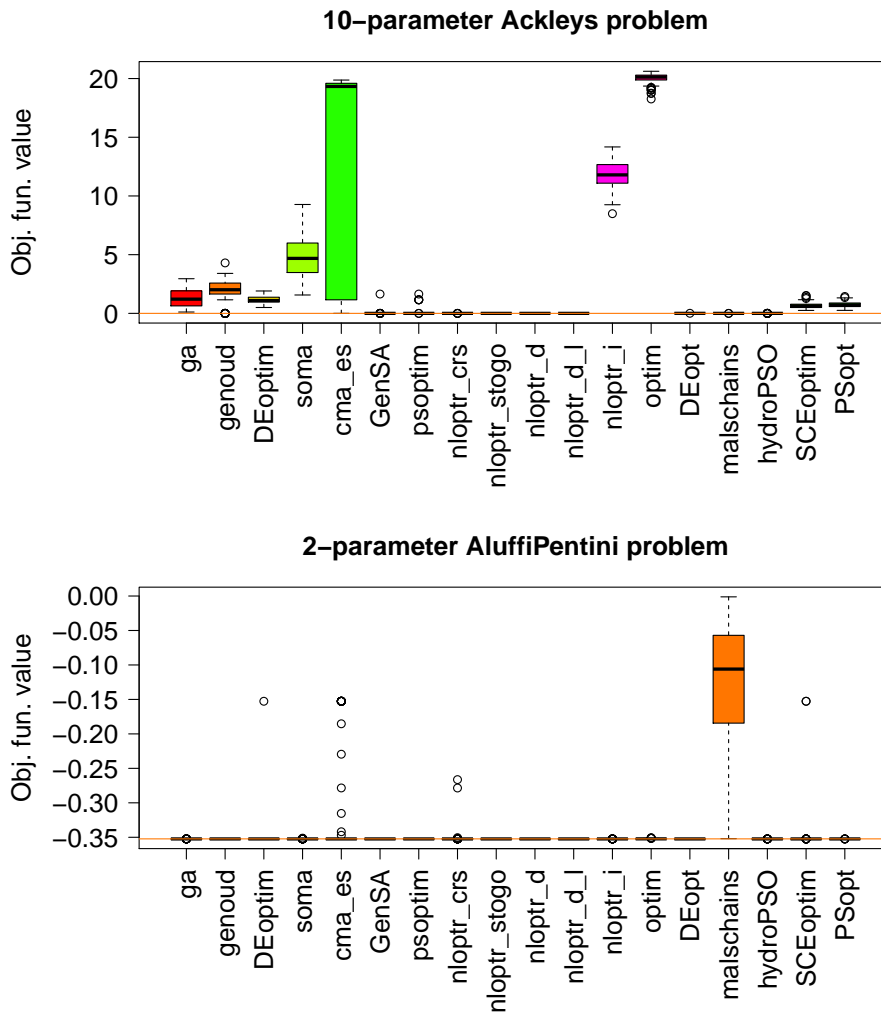 10−parameter Ackleys problem
Obj. fun. value
20
15
10
5
0
ga
genoud
DEoptim
soma
cma_es
GenSA
psoptim
nloptr_crs
nloptr_stogo
nloptr_d
nloptr_d_l
nloptr_i
optim
DEopt
malschains
hydroPSO
SCEoptim
PSopt
2−parameter AluffiPentini problem
Obj. fun. value
0.00
−0.05
−0.10
−0.15
−0.20
−0.25
−0.30
−0.35
ga
genoud
DEoptim
soma
cma_es
GenSA
psoptim
nloptr_crs
nloptr_stogo
nloptr_d
nloptr_d_l
nloptr_i
optim
DEopt
malschains
hydroPSO
SCEoptim
PSopt